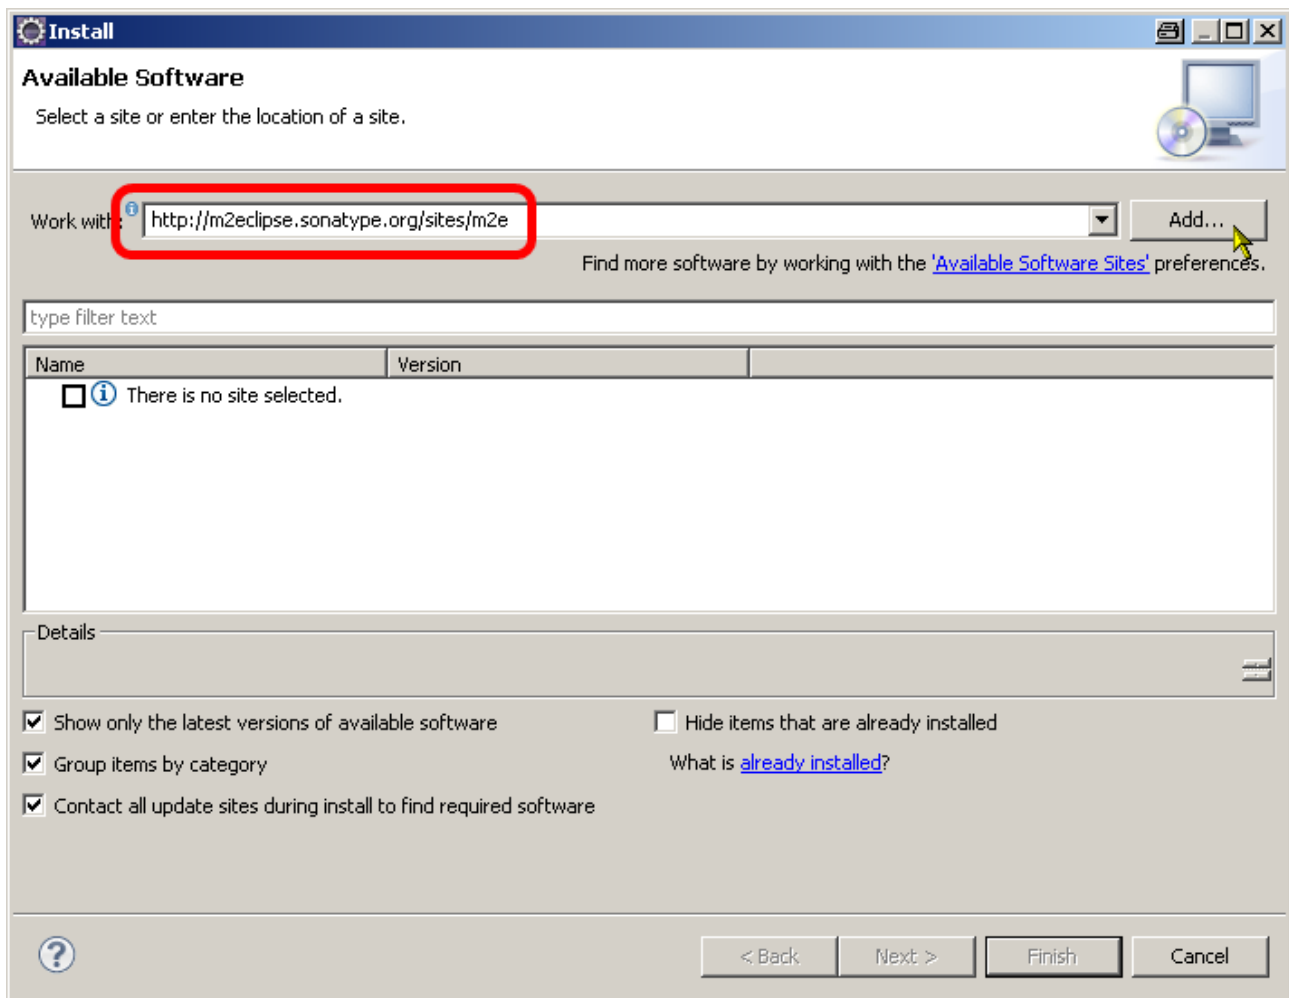 Install
Available Software
Select a site or enter the location of a site.
Work with: http://m2eclipse.sonatype.org/sites/m2e Add...
Find more software by working with the 'Available Software Sites' preferences.
type filter text
Name Version
There is no site selected.
Details
Show only the latest versions of available software Hide items that are already installed
Group items by category What is already installed?
Contact all update sites during install to find required software
< Back Next > Finish Cancel